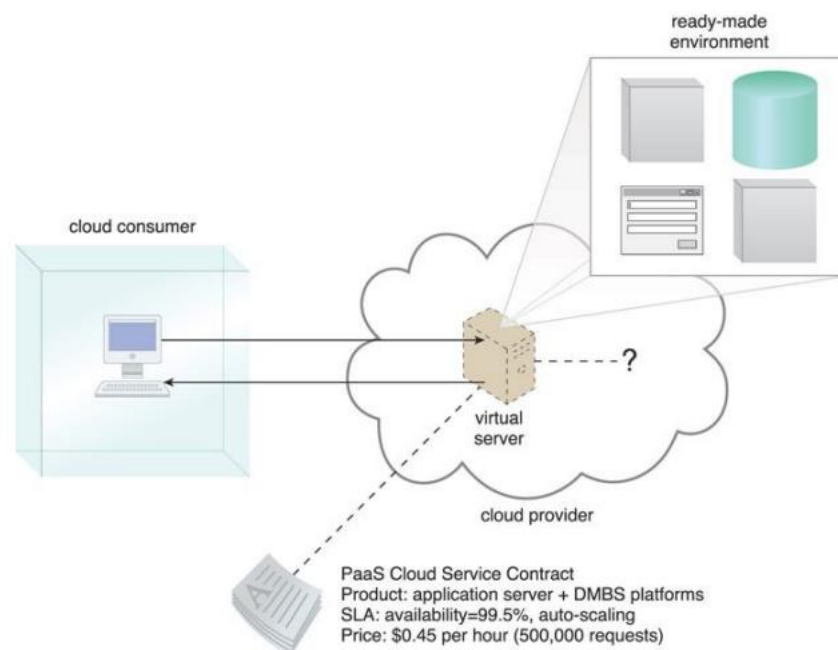 ready-made
environment
cloud consumer
?
virtual
server
cloud provider
A
PaaS Cloud Service Contract
Product: application server + DMBS platforms
SLA: availability=99.5%, auto-scaling
Price: $0.45 per hour (500,000 requests)